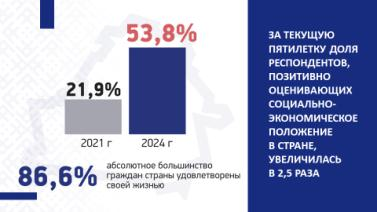 53,8%
21,9%
2021 г
2024 г
86,6%
абсолютное большинство
граждан страны удовлетворены
своей жизнью
ЗА ТЕКУЩУЮ
ПЯТИЛЕТКУ ДОЛЯ
РЕСПОНДЕНТОВ,
ПОЗИТИВНО
ОЦЕНИВАЮЩИХ
СОЦИАЛЬНО-
ЭКОНОМИЧЕСКОЕ
ПОЛОЖЕНИЕ
В СТРАНЕ,
УВЕЛИЧИЛАСЬ
В 2,5 РАЗА